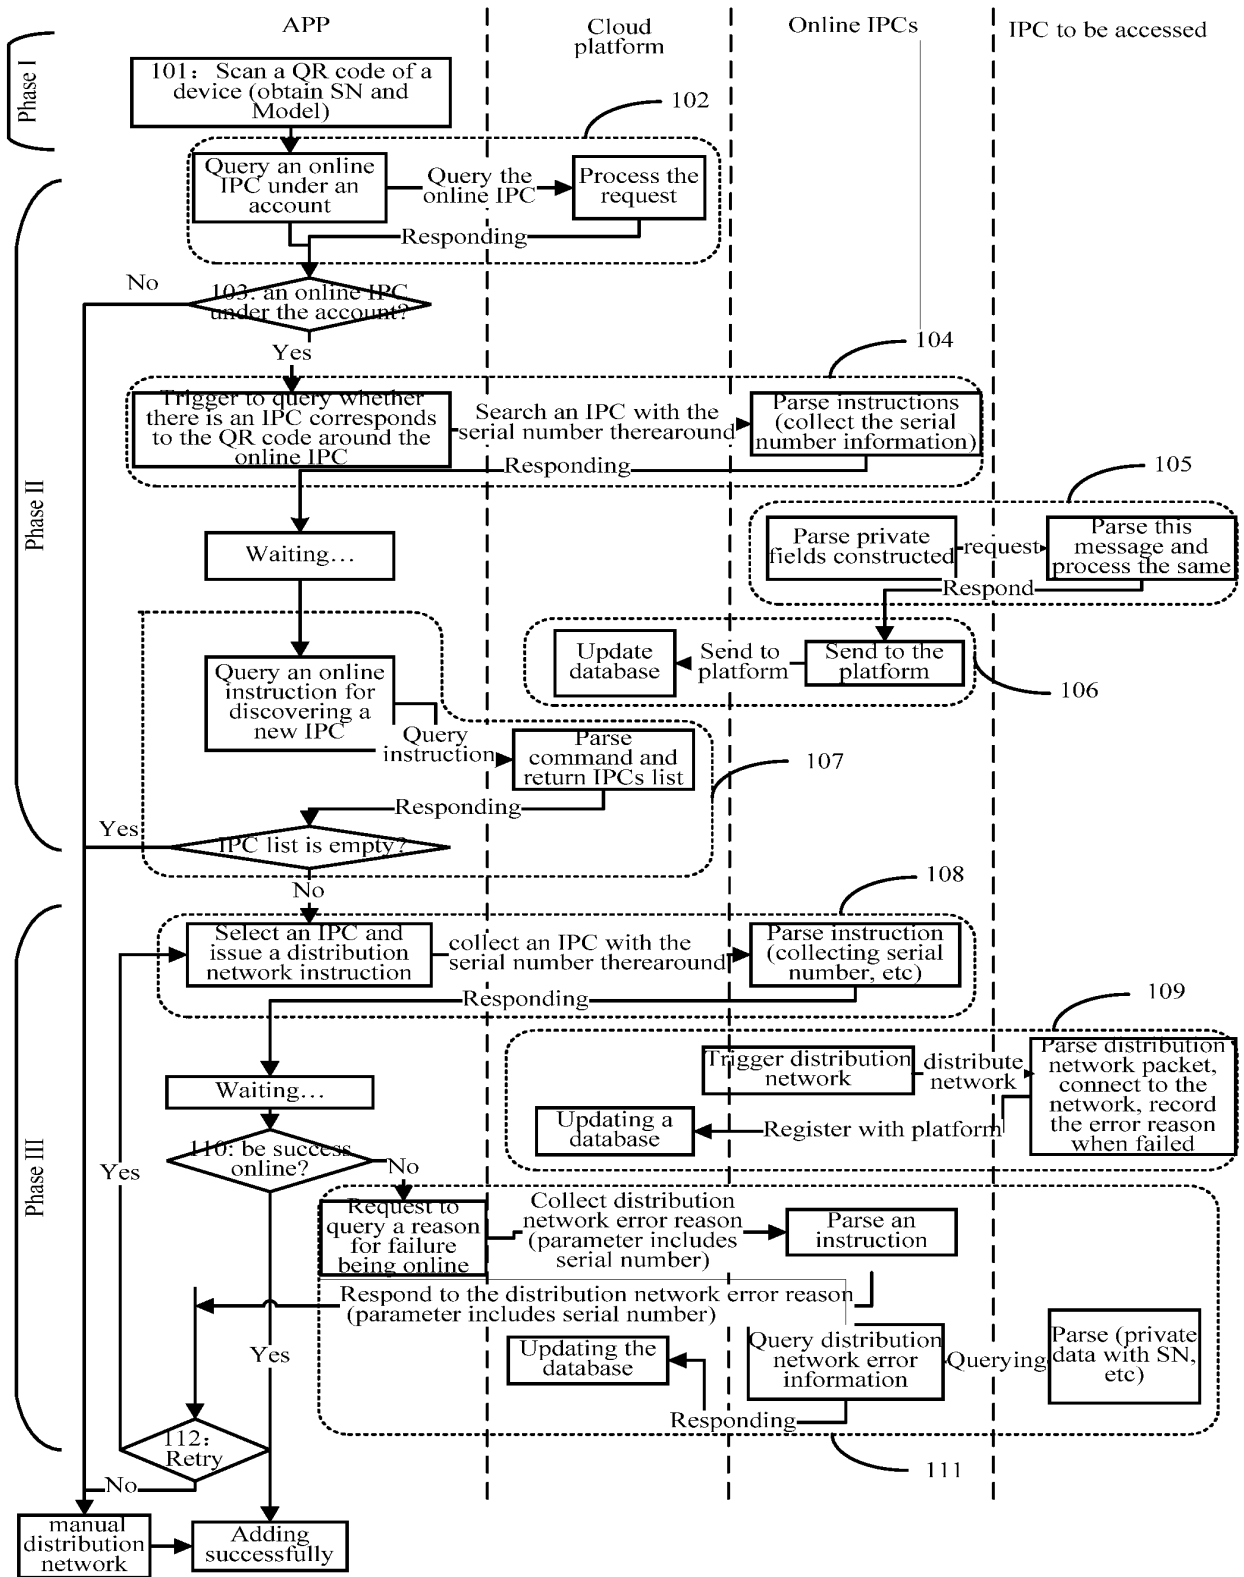 APP
Cloud
platform
Online IPCs
IPC to be accessed
Phase I
101: Scan a QR code of a
device (obtain SN and
Model)
102
Query an online
IPC under an
account
Query the
online IPC
Process the
request
Responding
No
103: an online IPC
under the account?
Yes
104
Phase II
Trigger to query whether
there is an IPC corresponds
to the QR code around the
online IPC
Search an IPC with the
serial number therearound
Parse instructions
(collect the serial
number information)
Responding
105
Waiting…
Parse private
fields constructed
request
Parse this
message and
process the same
Respond
Update
database
Send to
platform
Send to the
platform
106
Query an online
instruction for
discovering a
new IPC
Query
instruction
Parse
command and
return IPCs list
107
Responding
Yes
IPC list is empty?
No
108
Phase III
Select an IPC and
issue a distribution
network instruction
collect an IPC with the
serial number therearound
Parse instruction
(collecting serial
number, etc)
Responding
109
Waiting…
Trigger distribution
network
distribute
network
Parse distribution
network packet,
connect to the
network, record
the error reason
when failed
Updating a
database
Register with platform
110: be success
online?
No
Yes
Request to
query a reason
for failure
being online
Collect distribution
network error reason
(parameter includes
serial number)
Parse an
instruction
Respond to the distribution network error reason
(parameter includes serial number)
Yes
Updating the
database
Query distribution
network error
information
Querying
Parse (private
data with SN,
etc)
Responding
112:
Retry
111
No
manual
distribution
network
Adding
successfully